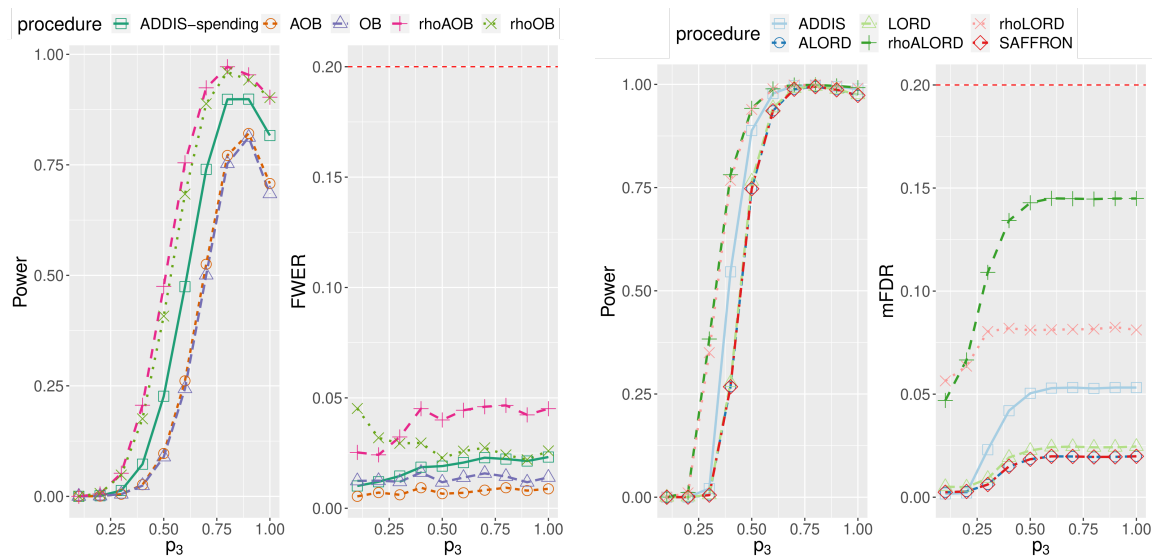 procedure ADDIS−spending AOB OB rhoAOB rhoOB
1.00
0.75
0.50
0.25
0.00
Power
0.25 0.50 0.75 1.00
p3
0.20
0.15
0.10
0.05
0.00
FWER
0.25 0.50 0.75 1.00
p3
procedure
ADDIS LORD rhoLORD
ALORD rhoALORD SAFFRON
1.00
0.75
0.50
0.25
0.00
Power
0.25 0.50 0.75 1.00
p3
0.20
0.15
0.10
0.05
0.00
mFDR
0.25 0.50 0.75 1.00
p3